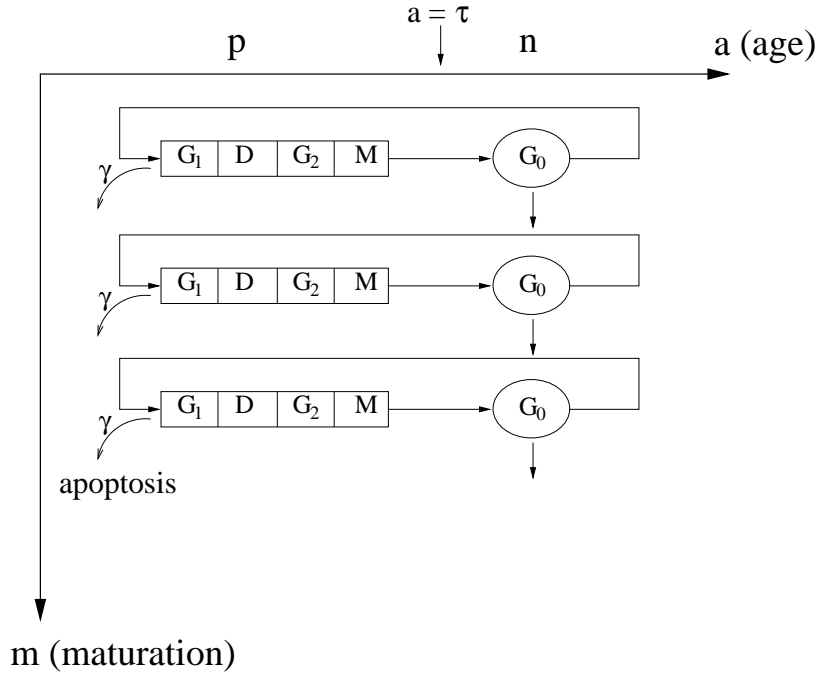 a = τ
p n a (age)
G₁ D G₂ M G₀
γ
G₁ D G₂ M G₀
γ
G₁ D G₂ M G₀
γ
apoptosis
m (maturation)